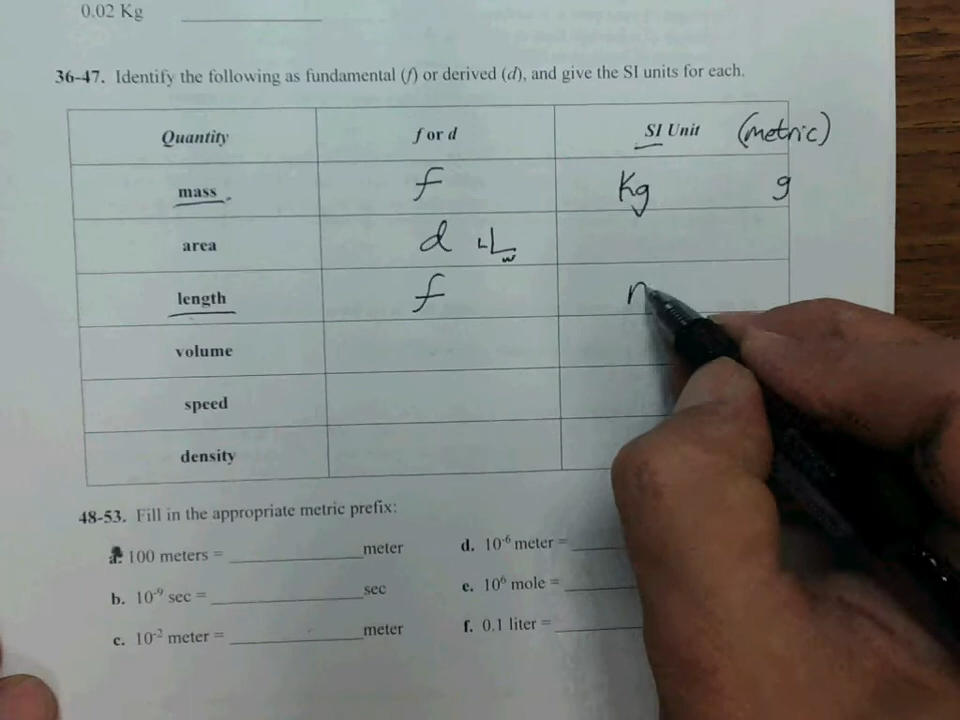 0.02 Kg
36-47. Identify the following as fundamental (f) or derived (d), and give the SI units for each.
Quantity f or d SI Unit (metric)
mass f Kg g
area d L w
length f
volume
speed
density
48-53. Fill in the appropriate metric prefix:
a. 100 meters = ____________ meter d. 10⁻⁶ meter =
b. 10⁻⁹ sec = ____________ sec e. 10⁶ mole =
c. 10⁻² meter = ____________ meter f. 0.1 liter =